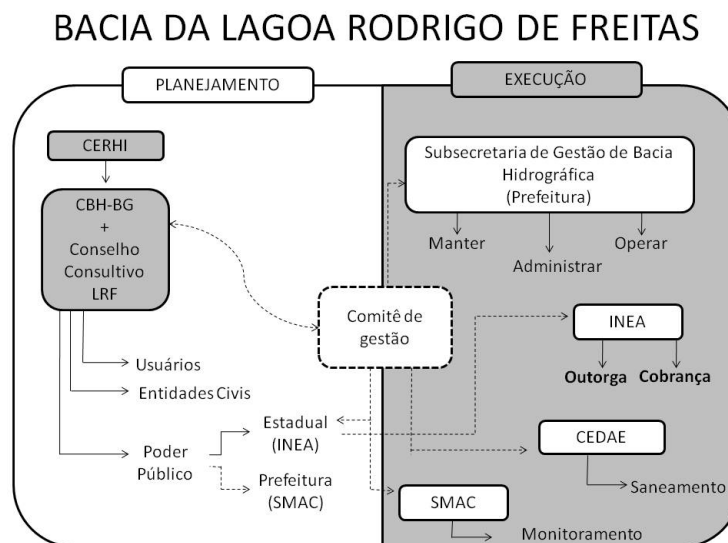 BACIA DA LAGOA RODRIGO DE FREITAS
PLANEJAMENTO
EXECUÇÃO
CERHI
CBH-BG
+
Conselho
Consultivo
LRF
Usuários
Entidades Civis
Poder
Público
Estadual
(INEA)
Prefeitura
(SMAC)
Comitê de
gestão
Subsecretaria de Gestão de Bacia
Hidrográfica
(Prefeitura)
Manter
Administrar
Operar
INEA
Outorga
Cobrança
CEDAE
Saneamento
SMAC
Monitoramento